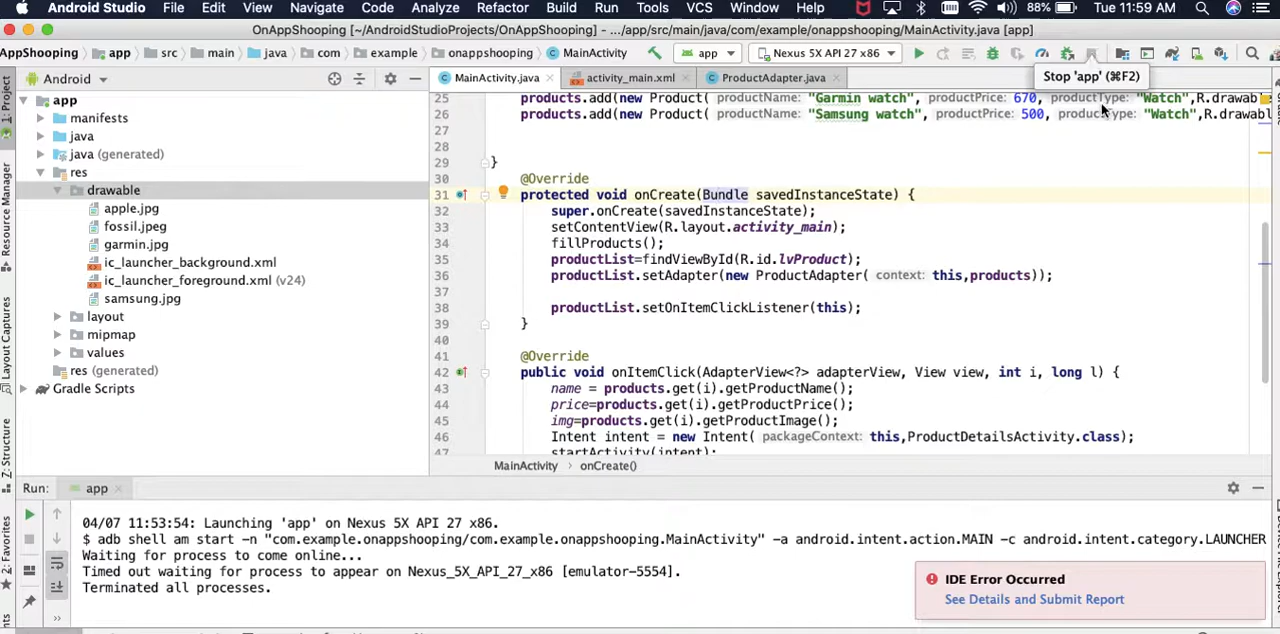 Android Studio File Edit View Navigate Code Analyze Refactor Build Run Tools VCS Window Help 88% Tue 11:59 AM
OnAppShooping [~/AndroidStudioProjects/OnAppShooping] - .../app/src/main/java/com/example/onappshooping/MainActivity.java [app]
AppShooping app src main java com example onappshooping MainActivity app Nexus 5X API 27 x86
Stop 'app' (⌘F2)
Android
MainActivity.java activity_main.xml ProductAdapter.java
1: Project
Resource Manager
Layout Captures
Z: Structure
2: Favorites
app
manifests
java
java (generated)
res
drawable
apple.jpg
fossil.jpeg
garmin.jpg
ic_launcher_background.xml
ic_launcher_foreground.xml (v24)
samsung.jpg
layout
mipmap
values
res (generated)
Gradle Scripts
25 products.add(new Product( productName: "Garmin watch", productPrice: 670, productType: "Watch",R.drawab
26 products.add(new Product( productName: "Samsung watch", productPrice: 500, productType: "Watch",R.drawabl
27
28
29 }
30 @Override
31 protected void onCreate(Bundle savedInstanceState) {
32 super.onCreate(savedInstanceState);
33 setContentView(R.layout.activity_main);
34 fillProducts();
35 productList=findViewById(R.id.lvProduct);
36 productList.setAdapter(new ProductAdapter( context: this,products));
37
38 productList.setOnItemClickListener(this);
39 }
40
41 @Override
42 public void onItemClick(AdapterView<?> adapterView, View view, int i, long l) {
43 name = products.get(i).getProductName();
44 price=products.get(i).getProductPrice();
45 img=products.get(i).getProductImage();
46 Intent intent = new Intent( packageContext: this,ProductDetailsActivity.class);
47 startActivity(intent);
MainActivity › onCreate()
Run: app
04/07 11:53:54: Launching 'app' on Nexus 5X API 27 x86.
$ adb shell am start -n "com.example.onappshooping/com.example.onappshooping.MainActivity" -a android.intent.action.MAIN -c android.intent.category.LAUNCHER
Waiting for process to come online...
Timed out waiting for process to appear on Nexus_5X_API_27_x86 [emulator-5554].
Terminated all processes.
IDE Error Occurred
See Details and Submit Report